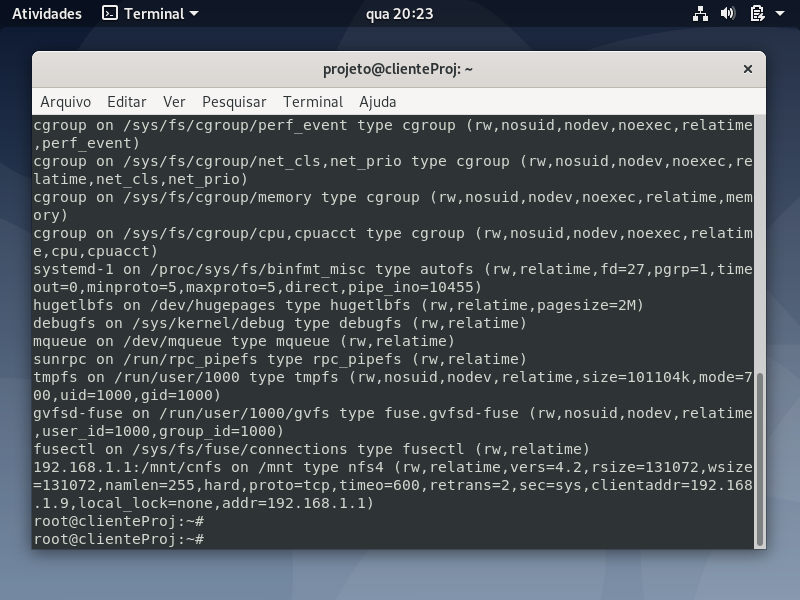 Atividades Terminal qua 20:23
projeto@clienteProj: ~
Arquivo Editar Ver Pesquisar Terminal Ajuda
cgroup on /sys/fs/cgroup/perf_event type cgroup (rw,nosuid,nodev,noexec,relatime
,perf_event)
cgroup on /sys/fs/cgroup/net_cls,net_prio type cgroup (rw,nosuid,nodev,noexec,re
latime,net_cls,net_prio)
cgroup on /sys/fs/cgroup/memory type cgroup (rw,nosuid,nodev,noexec,relatime,mem
ory)
cgroup on /sys/fs/cgroup/cpu,cpuacct type cgroup (rw,nosuid,nodev,noexec,relatim
e,cpu,cpuacct)
systemd-1 on /proc/sys/fs/binfmt_misc type autofs (rw,relatime,fd=27,pgrp=1,time
out=0,minproto=5,maxproto=5,direct,pipe_ino=10455)
hugetlbfs on /dev/hugepages type hugetlbfs (rw,relatime,pagesize=2M)
debugfs on /sys/kernel/debug type debugfs (rw,relatime)
mqueue on /dev/mqueue type mqueue (rw,relatime)
sunrpc on /run/rpc_pipefs type rpc_pipefs (rw,relatime)
tmpfs on /run/user/1000 type tmpfs (rw,nosuid,nodev,relatime,size=101104k,mode=7
00,uid=1000,gid=1000)
gvfsd-fuse on /run/user/1000/gvfs type fuse.gvfsd-fuse (rw,nosuid,nodev,relatime
,user_id=1000,group_id=1000)
fusectl on /sys/fs/fuse/connections type fusectl (rw,relatime)
192.168.1.1:/mnt/cnfs on /mnt type nfs4 (rw,relatime,vers=4.2,rsize=131072,wsize
=131072,namlen=255,hard,proto=tcp,timeo=600,retrans=2,sec=sys,clientaddr=192.168
.1.9,local_lock=none,addr=192.168.1.1)
root@clienteProj:~#
root@clienteProj:~#